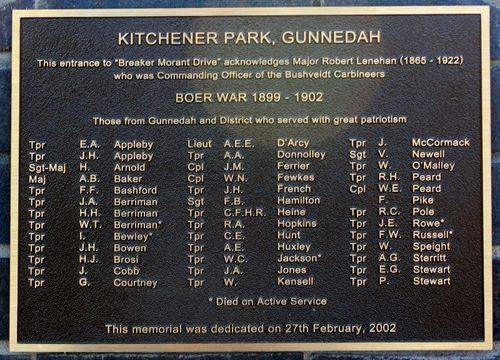 KITCHENER PARK, GUNNEDAH
This entrance to "Breaker Morant Drive" acknowledges Major Robert Lenehan (1865 - 1922)
who was Commanding Officer of the Bushveldt Carbineers
BOER WAR 1899 - 1902
Those from Gunnedah and District who served with great patriotism
Tpr E.A. Appleby Lieut A.E.E. D'Arcy Tpr J. McCormack
Tpr J.H. Appleby Tpr A.A. Donnolley Sgt V. Newell
Sgt-Maj H. Arnold Cpl J.M. Ferrier Tpr W. O'Malley
Maj A.B. Baker Cpl W.N. Fewkes Tpr R.H. Peard
Tpr F.F. Bashford Tpr J.H. French Cpl W.E. Peard
Tpr J.A. Berriman Sgt F.B. Hamilton F. Pike
Tpr H.H. Berriman Tpr C.F.H.R. Heine Tpr R.C. Pole
Tpr W.T. Berriman* Tpr R.A. Hopkins Tpr J.E. Rowe*
Tpr I. Bewley* Tpr C.E. Hunt Tpr F.W. Russell*
Tpr J.H. Bowen Tpr A.E. Huxley Tpr W. Speight
Tpr H.J. Brosi Tpr W.C. Jackson* Tpr A.G. Sterritt
Tpr J. Cobb Tpr J.A. Jones Tpr E.G. Stewart
Tpr G. Courtney Tpr W. Kensell Tpr P. Stewart
* Died on Active Service
This memorial was dedicated on 27th February, 2002